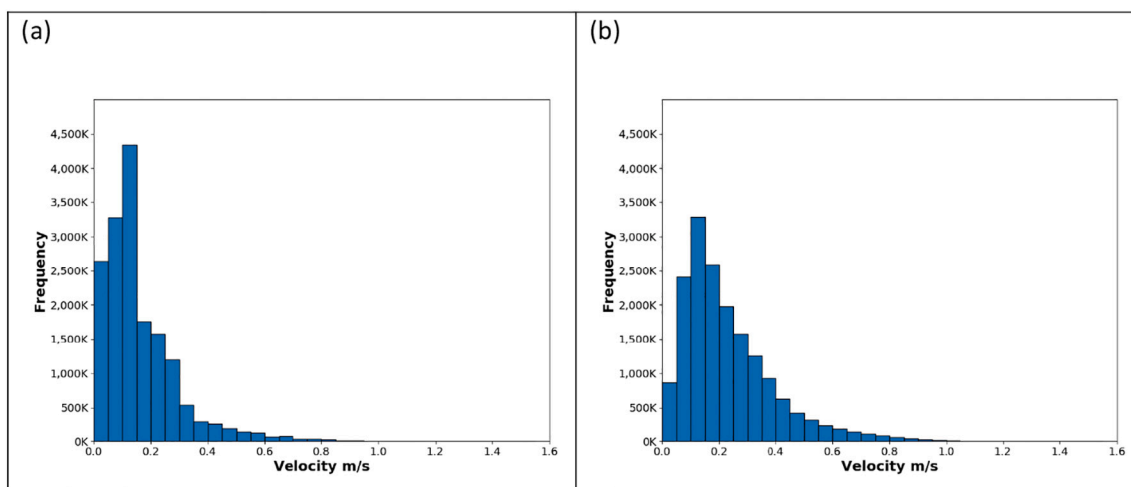 (a)
4,500K
4,000K
3,500K
3,000K
2,500K
2,000K
1,500K
1,000K
500K
0K
Frequency
0.0 0.2 0.4 0.6 0.8 1.0 1.2 1.4 1.6
Velocity m/s
(b)
4,500K
4,000K
3,500K
3,000K
2,500K
2,000K
1,500K
1,000K
500K
0K
Frequency
0.0 0.2 0.4 0.6 0.8 1.0 1.2 1.4 1.6
Velocity m/s